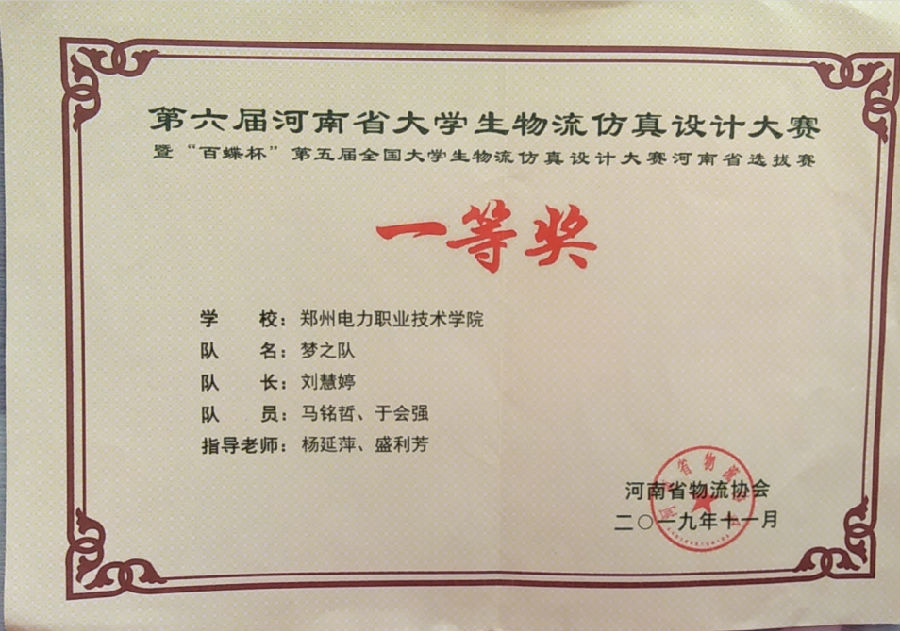 第六届河南省大学生物流仿真设计大赛
暨“百蝶杯”第五届全国大学生物流仿真设计大赛河南省选拔赛
一等奖
学 校：郑州电力职业技术学院
队 名：梦之队
队 长：刘慧婷
队 员：马铭哲、于会强
指导老师：杨延萍、盛利芳
河南省物流协会
二〇一九年十一月